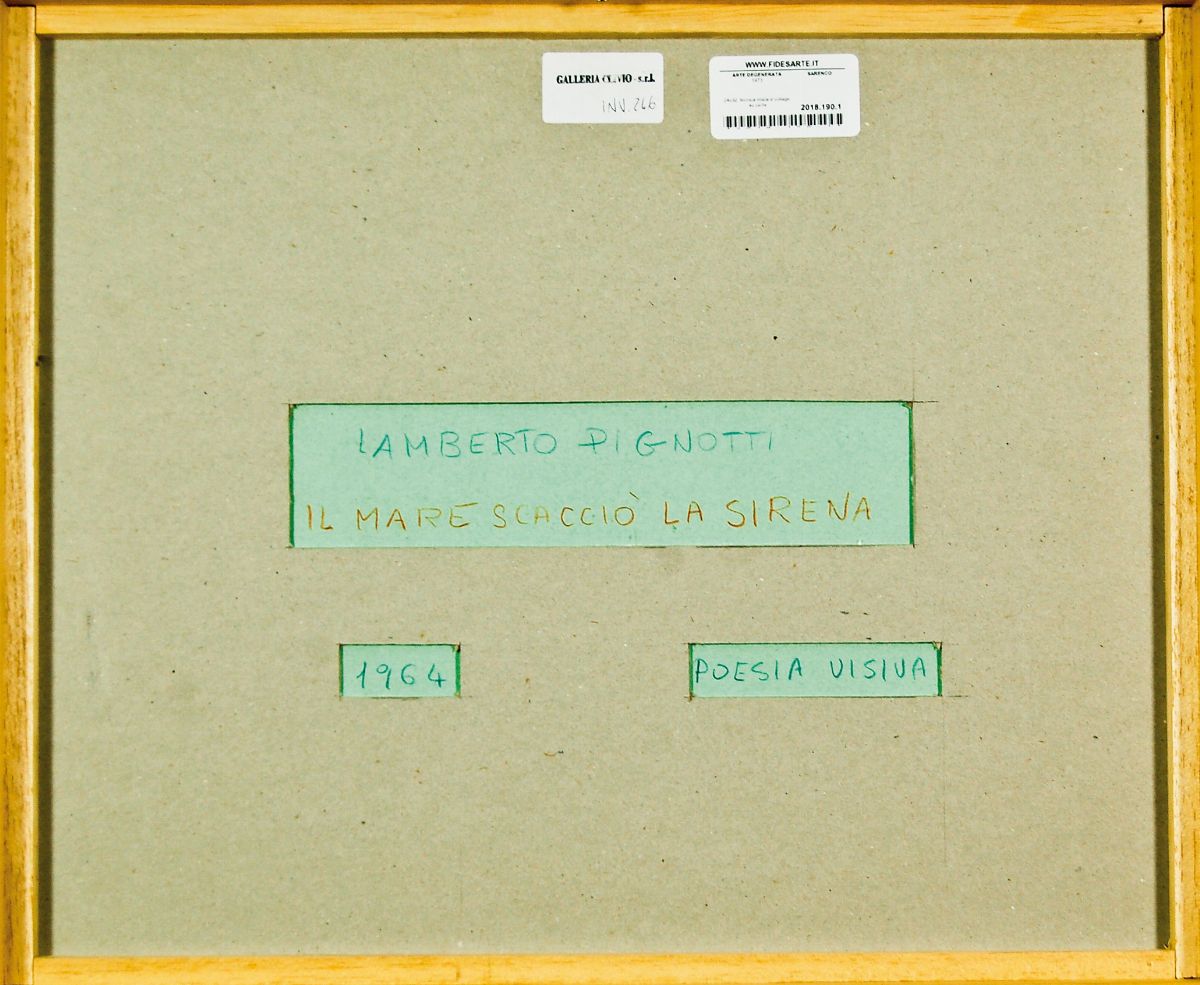 GALLERIA s.r.l.
INV. 246
WWW.FIDESARTE.IT
ARTE DEGENERATA SARENCO
2018.190.1
LAMBERTO PIGNOTTI
IL MARE SCACCIÒ LA SIRENA
1964
POESIA VISIVA